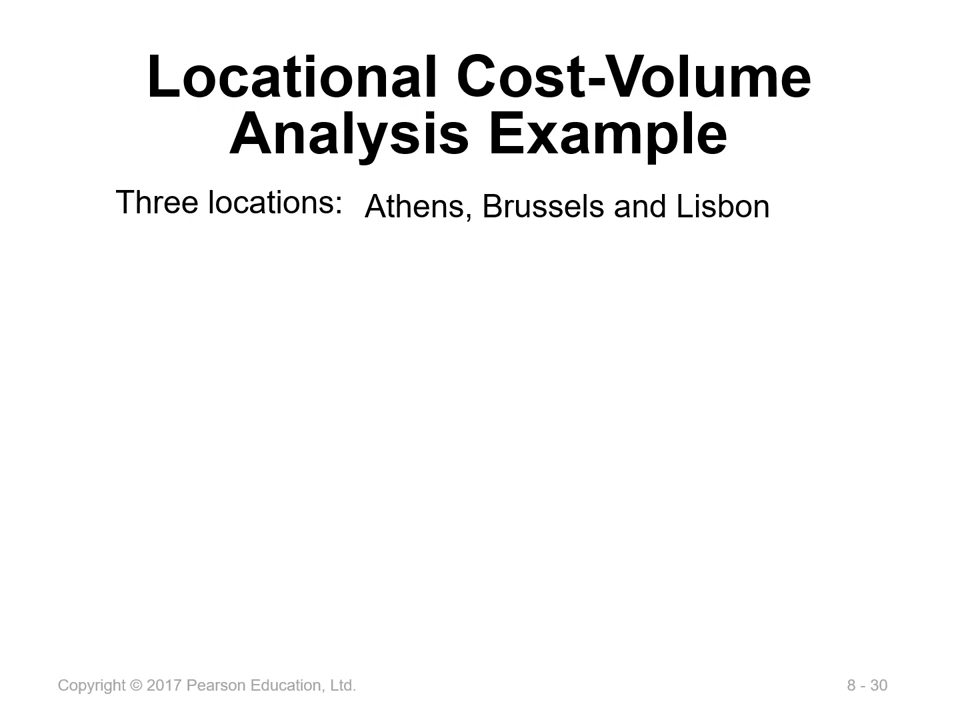 Locational Cost-Volume
Analysis Example
Three locations: Athens, Brussels and Lisbon
Copyright © 2017 Pearson Education, Ltd. 8 - 30